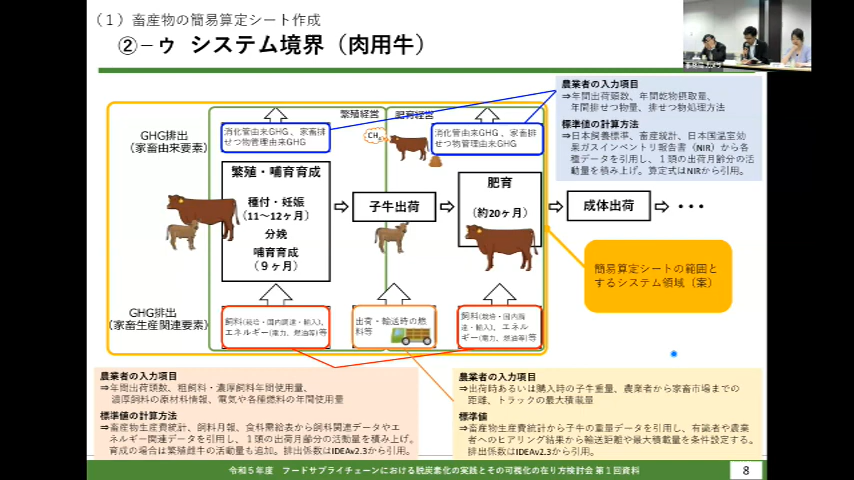 （１）畜産物の簡易算定シート作成
②－ウ システム境界（肉用牛）
農業者の入力項目
⇒年間出荷頭数、年間乾物摂取量、
年間排せつ物量、排せつ物処理方法
標準値の計算方法
⇒日本飼養標準、畜産統計、日本国温室効
果ガスインベントリ報告書（NIR）から各
種データを引用し、１頭の出荷月齢分の活
動量を積み上げ。算定式はNIRから引用。
繁殖経営
肥育経営
GHG排出
（家畜由来要素）
消化管由来GHG、家畜排
せつ物管理由来GHG
CH₄
消化管由来GHG、家畜排
せつ物管理由来GHG
繁殖・哺育育成
種付・妊娠
（11～12ヶ月）
分娩
哺育育成
（９ヶ月）
子牛出荷
肥育
（約20ヶ月）
成体出荷
・・・
簡易算定シートの範囲と
するシステム領域（案）
GHG排出
（家畜生産関連要素）
飼料（栽培・国内調達・輸入）、
エネルギー（電力、燃油等）等
出荷・輸送時の燃
料等
飼料（栽培・国内調
達・輸入）、エネル
ギー（電力、燃油等）等
農業者の入力項目
⇒年間出荷頭数、粗飼料・濃厚飼料年間使用量、
濃厚飼料の原材料情報、電気や各種燃料の年間使用量
標準値の計算方法
⇒畜産物生産費統計、飼料月報、食料需給表から飼料関連データやエ
ネルギー関連データを引用し、１頭の出荷月齢分の活動量を積み上げ。
育成の場合は繁殖雌牛の活動量も追加。排出係数はIDEAv2.3から引用。
農業者の入力項目
⇒出荷時あるいは購入時の子牛重量、農業者から家畜市場までの
距離、トラックの最大積載量
標準値
⇒畜産物生産費統計から子牛の重量データを引用し、有識者や農業
者へのヒアリング結果から輸送距離や最大積載量を条件設定する。
排出係数はIDEAv2.3から引用。
令和５年度 フードサプライチェーンにおける脱炭素化の実践とその可視化の在り方検討会 第１回資料
8